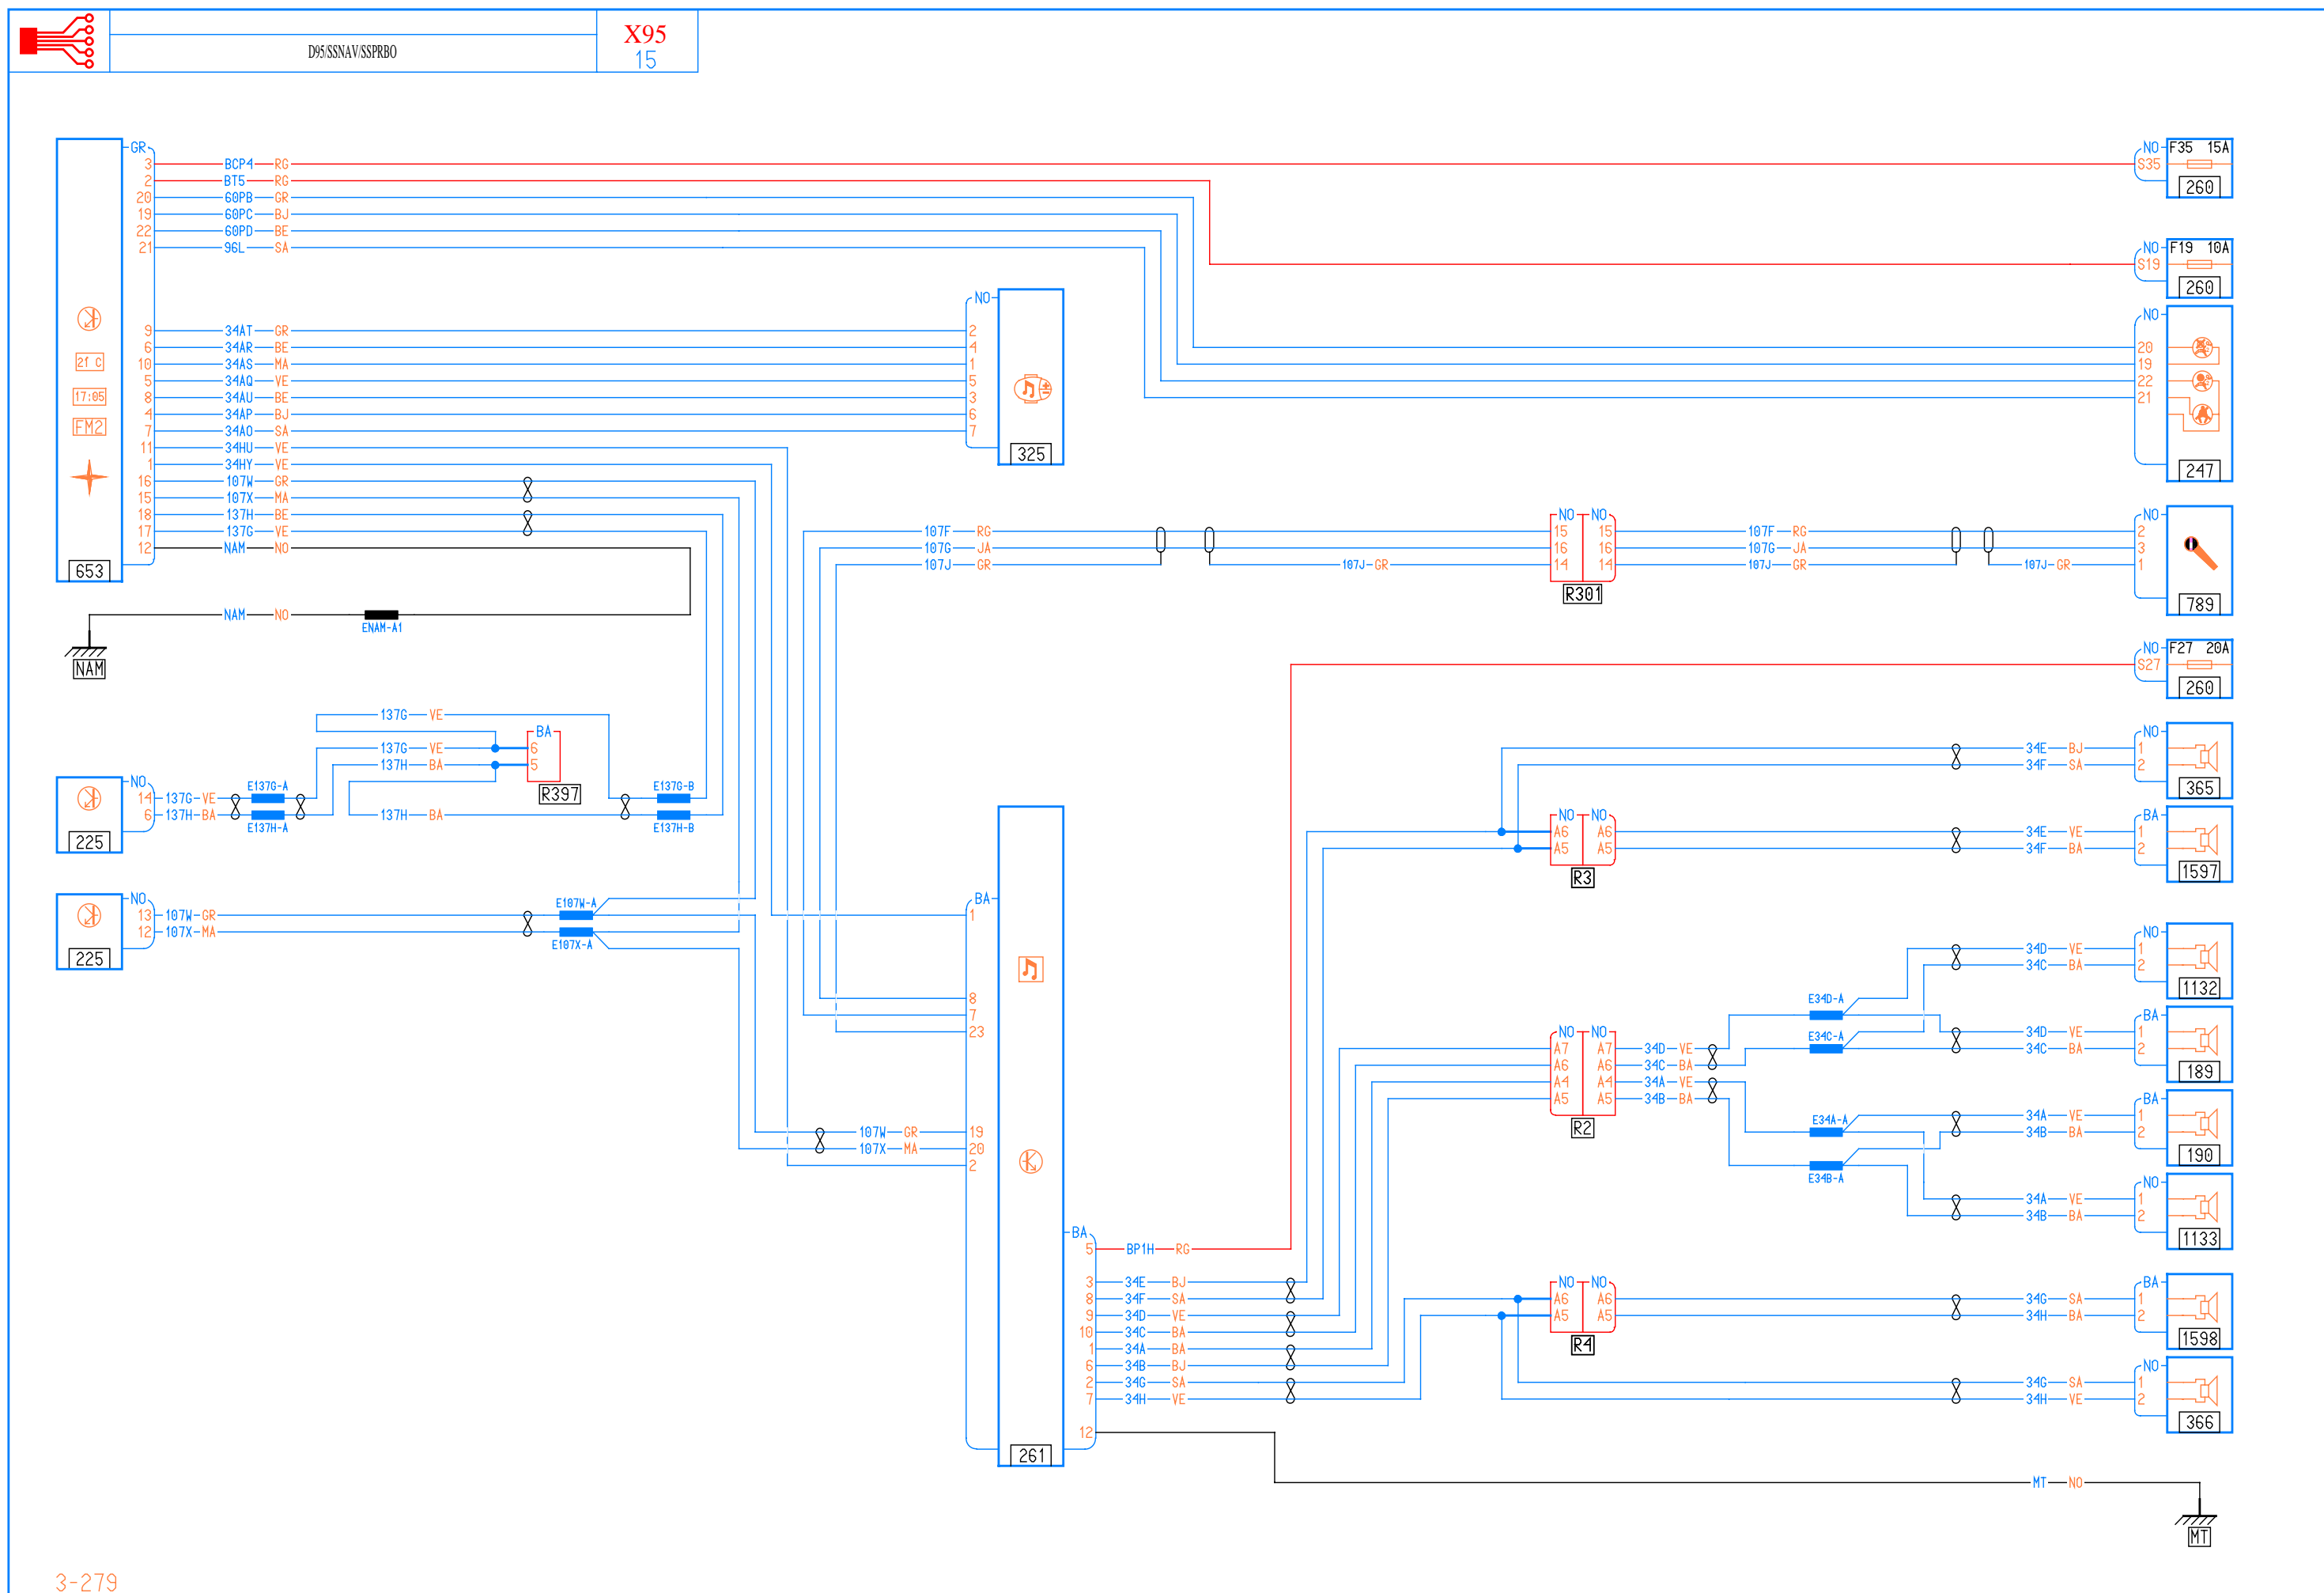 X95
D95/SSNAV/SSPRBO
15
GR
3 BCP4 RG
2 BT5 RG
20 60PB GR
19 60PC BJ
22 60PD BE
21 96L SA
9 34AT GR
6 34AR BE
10 34AS MA
5 34AQ VE
8 34AU BE
4 34AP BJ
7 34AO SA
11 34HU VE
1 34HY VE
16 107W GR
15 107X MA
18 137H BE
17 137G VE
12 NAM NO
21 C
17:05
FM2
653
NAM NO
ENAM-A1
NAM
NO
2
4
1
5
3
6
7
325
NO F35 15A
S35
260
NO F19 10A
S19
260
NO
20
19
22
21
247
107F RG
107G JA
107J GR
107J GR
NO NO
15 15
16 16
14 14
R301
107F RG
107G JA
107J GR
107J GR
NO
2
3
1
789
NO F27 20A
S27
260
137G VE
137G VE
137H BA
137H BA
BA
6
5
R397
NO
14 137G VE
6 137H BA
225
E137G-A
E137H-A
E137G-B
E137H-B
NO
13 107W GR
12 107X MA
225
E107W-A
E107X-A
BA
1
8
7
23
107W GR 19
107X MA 20
2
261
BA
5 BP1H RG
3 34E BJ
8 34F SA
9 34D VE
10 34C BA
1 34A BA
6 34B BJ
2 34G SA
7 34H VE
12
34E BJ
34F SA
NO
1
2
365
NO NO
A6 A6
A5 A5
R3
34E VE
34F BA
BA
1
2
1597
34D VE
34C BA
NO
1
2
1132
E34D-A
E34C-A
34D VE
34C BA
BA
1
2
189
NO NO
A7 A7 34D VE
A6 A6 34C BA
A4 A4 34A VE
A5 A5 34B BA
R2
E34A-A
E34B-A
34A VE
34B BA
BA
1
2
190
34A VE
34B BA
NO
1
2
1133
NO NO
A6 A6
A5 A5
R4
34G SA
34H BA
BA
1
2
1598
34G SA
34H VE
NO
1
2
366
MT NO
MT
3-279